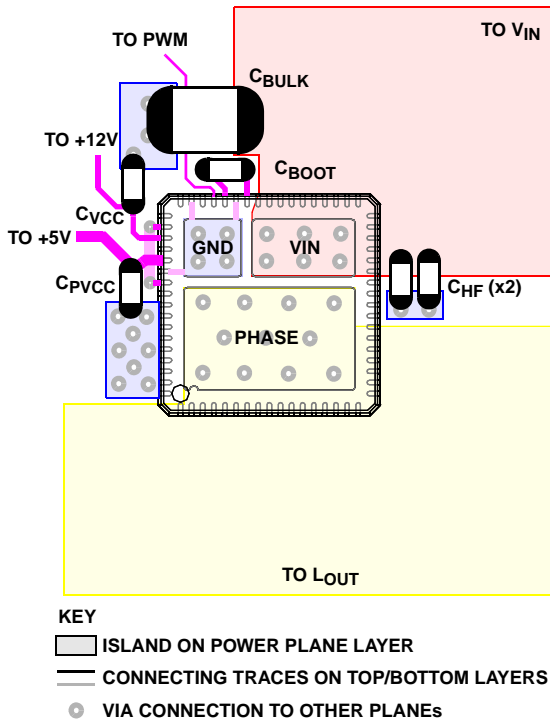 TO PWM
TO VIN
CBULK
TO +12V
CBOOT
CVCC
TO +5V
GND
VIN
CPVCC
CHF (x2)
PHASE
TO LOUT
KEY
ISLAND ON POWER PLANE LAYER
CONNECTING TRACES ON TOP/BOTTOM LAYERS
VIA CONNECTION TO OTHER PLANEs